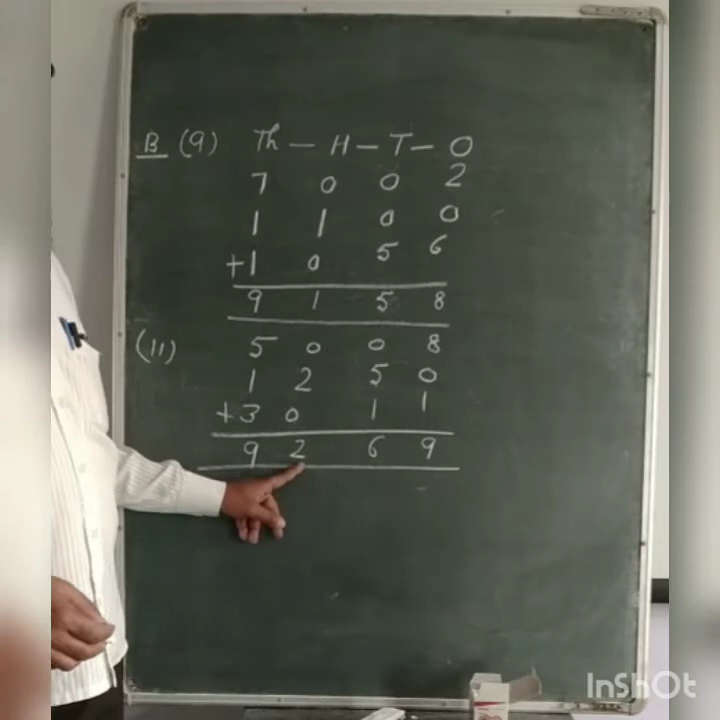 B (9) Th - H - T - O
7 0 0 2
1 1 0 0
+1 0 5 6
9 1 5 8
(11) 5 0 0 8
1 2 5 0
+3 0 1 1
9 2 6 9
InShOt